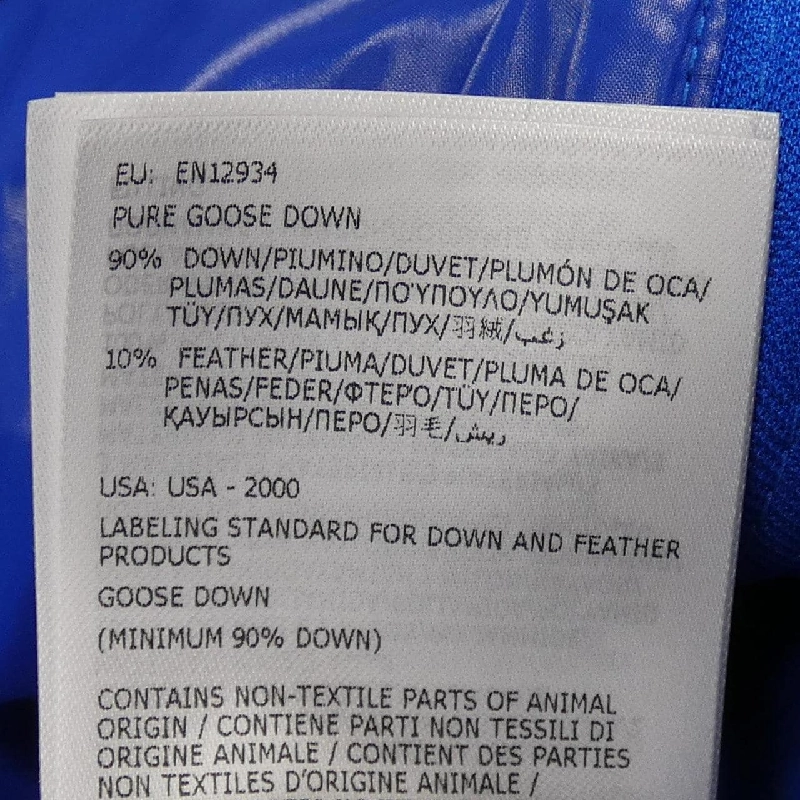 EU: EN12934
PURE GOOSE DOWN
90% DOWN/PIUMINO/DUVET/PLUMÓN DE OCA/
PLUMAS/DAUNE/ΠΟΎΠΟΥΛΟ/YUMUŞAK
TÜY/ПУХ/МАМЫҚ/ПУХ/羽絨/زغب
10% FEATHER/PIUMA/DUVET/PLUMA DE OCA/
PENAS/FEDER/ΦΤΕΡΌ/TÜY/ПЕРО/
ҚАУЫРСЫН/ПЕРО/羽毛/ريش
USA: USA - 2000
LABELING STANDARD FOR DOWN AND FEATHER
PRODUCTS
GOOSE DOWN
(MINIMUM 90% DOWN)
CONTAINS NON-TEXTILE PARTS OF ANIMAL
ORIGIN / CONTIENE PARTI NON TESSILI DI
ORIGINE ANIMALE / CONTIENT DES PARTIES
NON TEXTILES D'ORIGINE ANIMALE /